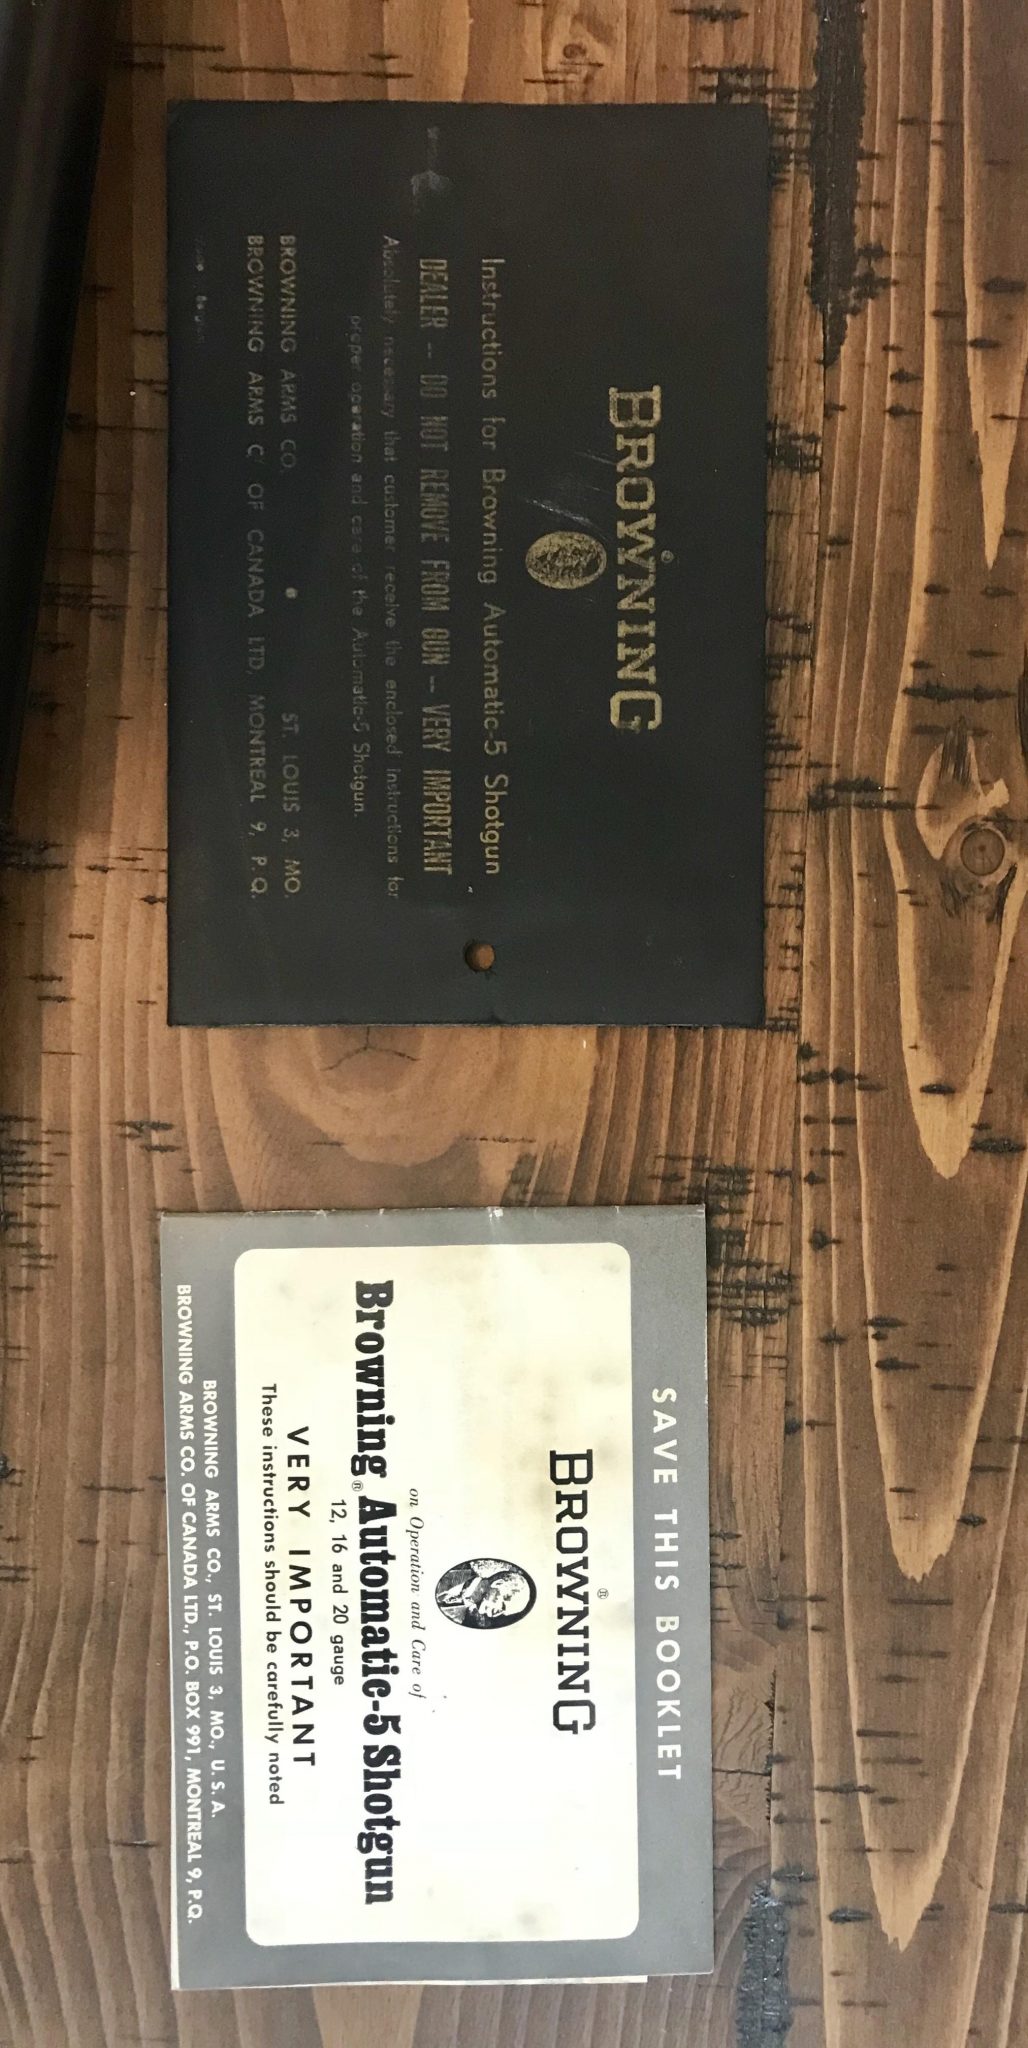 BROWNING®
Instructions for Browning Automatic-5 Shotgun
DEALER -- DO NOT REMOVE FROM GUN -- VERY IMPORTANT
Absolutely necessary that customer receive the enclosed instructions for
proper operation and care of the Automatic-5 Shotgun.
BROWNING ARMS CO. • ST. LOUIS 3, MO.
BROWNING ARMS C OF CANADA LTD, MONTREAL 9, P.Q.
Belgium
SAVE THIS BOOKLET
BROWNING®
on Operation and Care of
Browning® Automatic-5 Shotgun
12, 16 and 20 gauge
VERY IMPORTANT
These instructions should be carefully noted
BROWNING ARMS CO., ST. LOUIS 3, MO., U. S. A.
BROWNING ARMS CO. OF CANADA LTD., P.O. BOX 991, MONTREAL 9, P.Q.